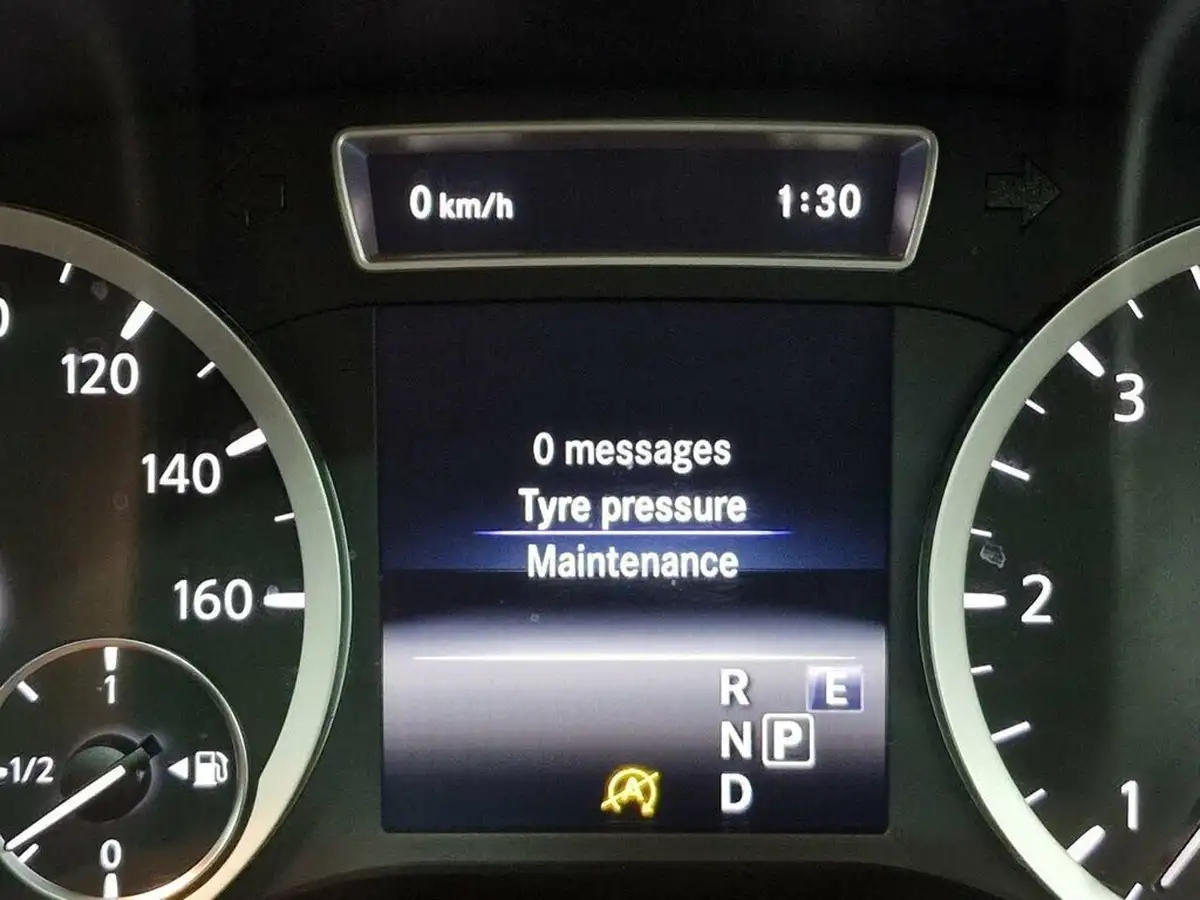 0 km/h 1:30
120
140
160
1
1/2
0
0 messages
Tyre pressure
Maintenance
R E
N P
D
A
3
2
1